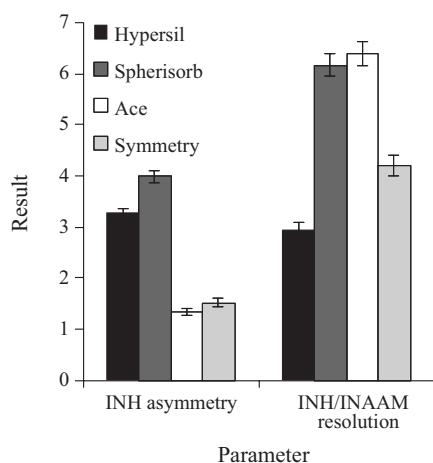 7
6
5
4
3
2
1
0
Result
Hypersil
Spherisorb
Ace
Symmetry
INH asymmetry
INH/INAAM
resolution
Parameter